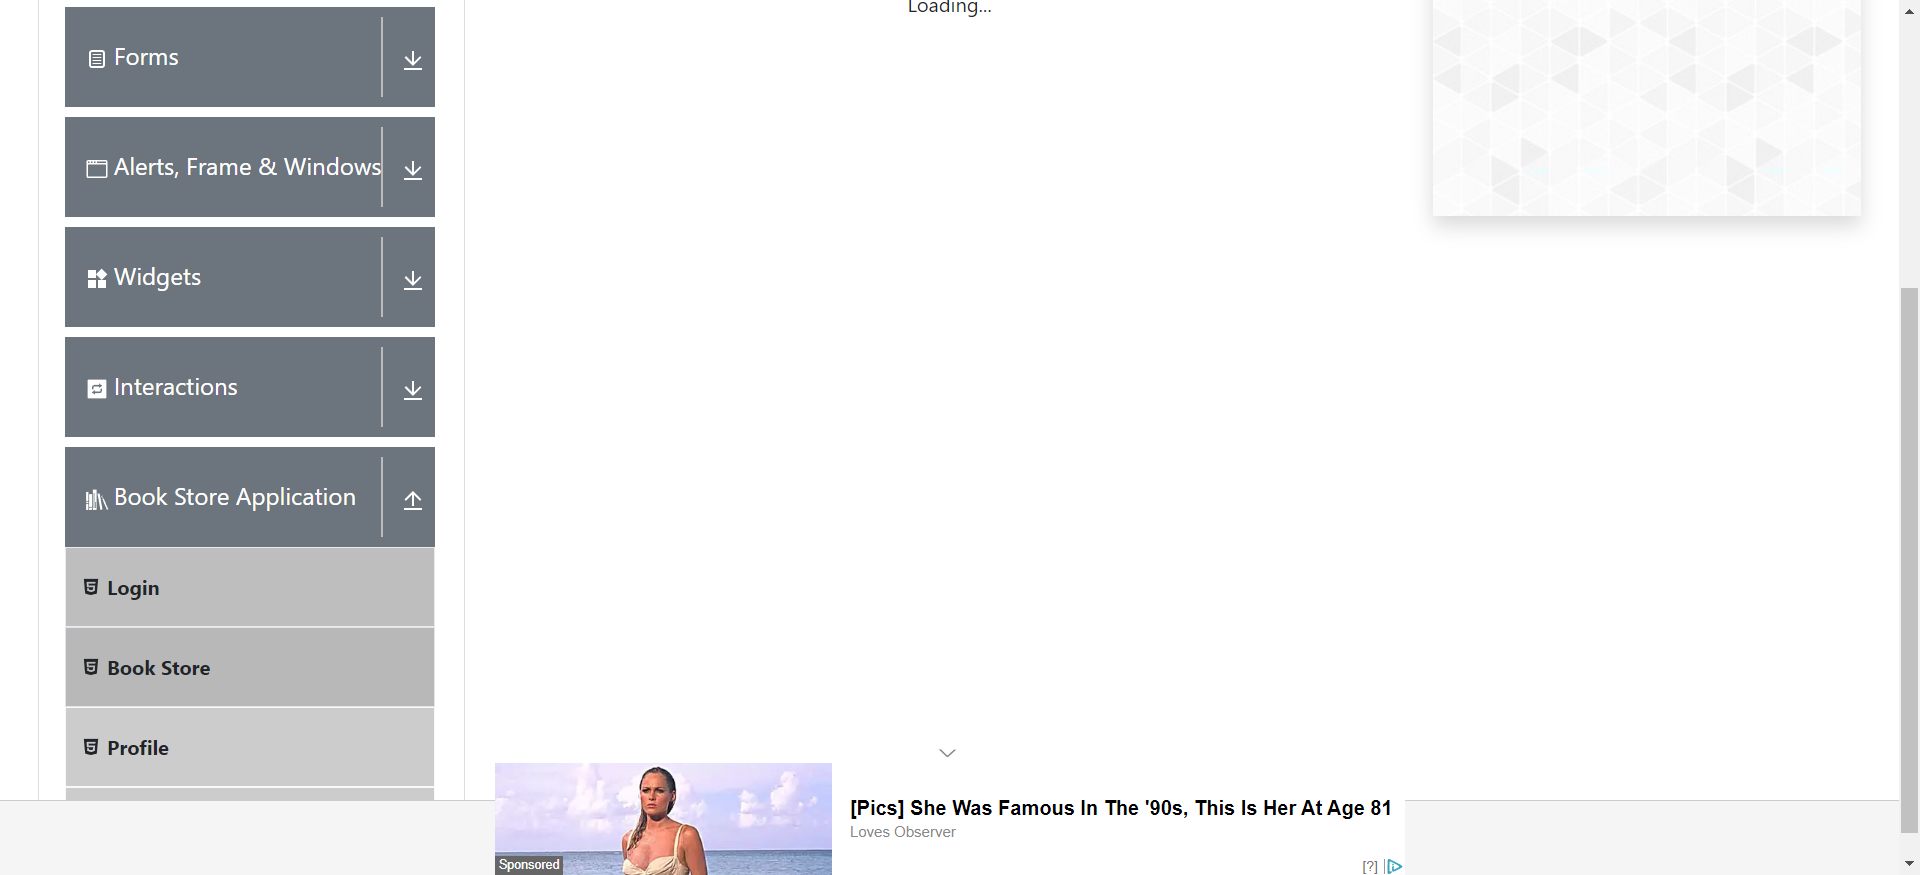 Loading...
Forms
Alerts, Frame & Windows
Widgets
Interactions
Book Store Application
Login
Book Store
Profile
[Pics] She Was Famous In The '90s, This Is Her At Age 81
Loves Observer
Sponsored
[?]